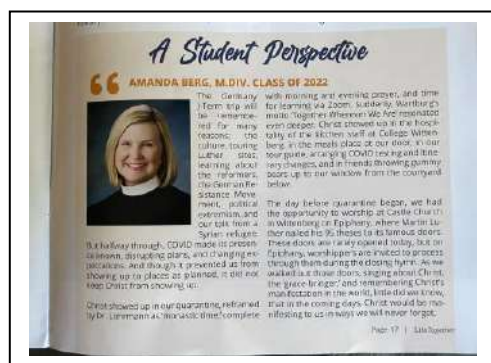 A Student Perspective
AMANDA BERG, M.DIV. CLASS OF 2022
The Germany
J-Term trip will
be remembe-
red for many
reasons: the
culture, touring
Luther sites,
learning about
the reformers,
the German Re-
sistance Move-
ment, political
extremism, and
our talk from a
Syrian refugee.
But halfway through, COVID made its presen-
ce known, disrupting plans, and changing ex-
pectations. And though it prevented us from
showing up to places as planned, it did not
keep Christ from showing up.
Christ showed up in our quarantine, reframed
by Dr. Lohrmann as "monastic time," complete
with morning and evening prayer, and time
for learning via Zoom. Suddenly, Wartburg's
motto "Together Wherever We Are" resonated
even deeper. Christ showed up in the hospi-
tality of the kitchen staff at College Witten-
berg, in the meals place at our door, in our
tour guide, arranging COVID testing and itine-
rary changes, and in friends throwing gummy
bears up to our window from the courtyard
below.
The day before quarantine began, we had
the opportunity to worship at Castle Church
in Wittenberg on Epiphany, where Martin Lu-
ther nailed his 95 theses to its famous doors.
These doors are rarely opened today, but on
Epiphany, worshippers are invited to process
through them during the closing hymn. As we
walked out those doors, singing about Christ,
the "grace-bringer," and remembering Christ's
manifestation in the world, little did we know,
that in the coming days, Christ would be ma-
nifesting to us in ways we will never forget.
Page 17 | Life Together